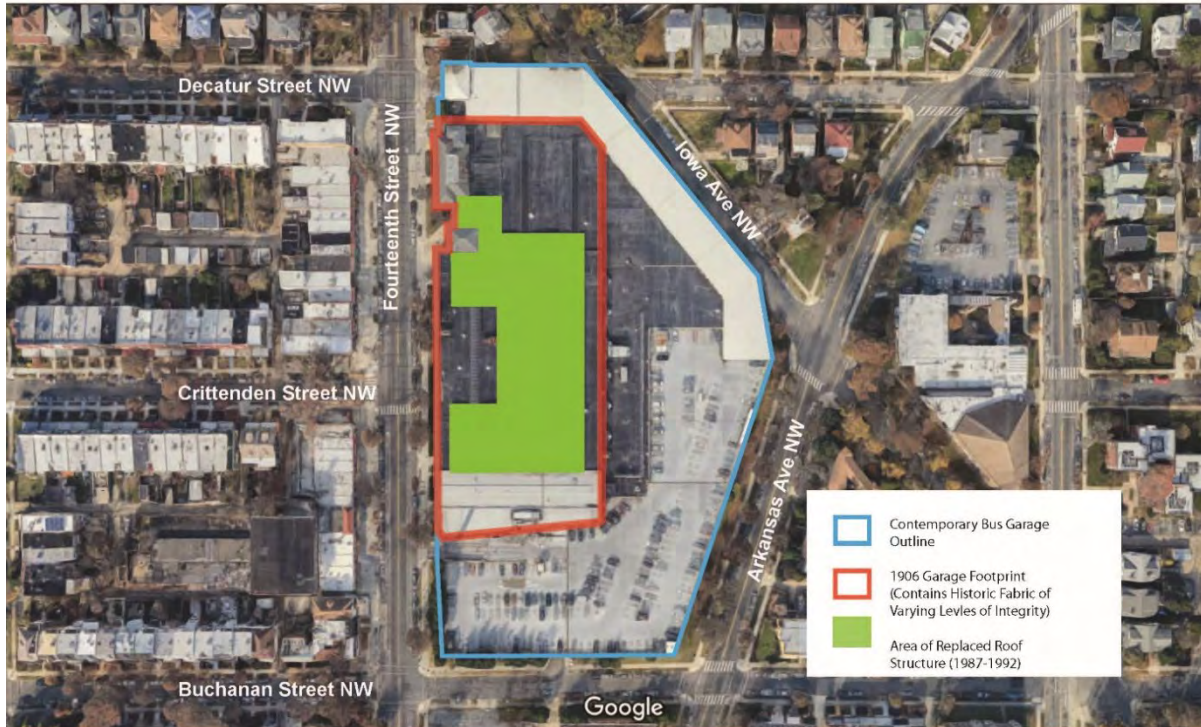 Decatur Street NW
Fourteenth Street NW
Iowa Ave NW
Crittenden Street NW
Arkansas Ave NW
Buchanan Street NW
Google
Contemporary Bus Garage
Outline
1906 Garage Footprint
(Contains Historic Fabric of
Varying Levles of Integrity)
Area of Replaced Roof
Structure (1987-1992)